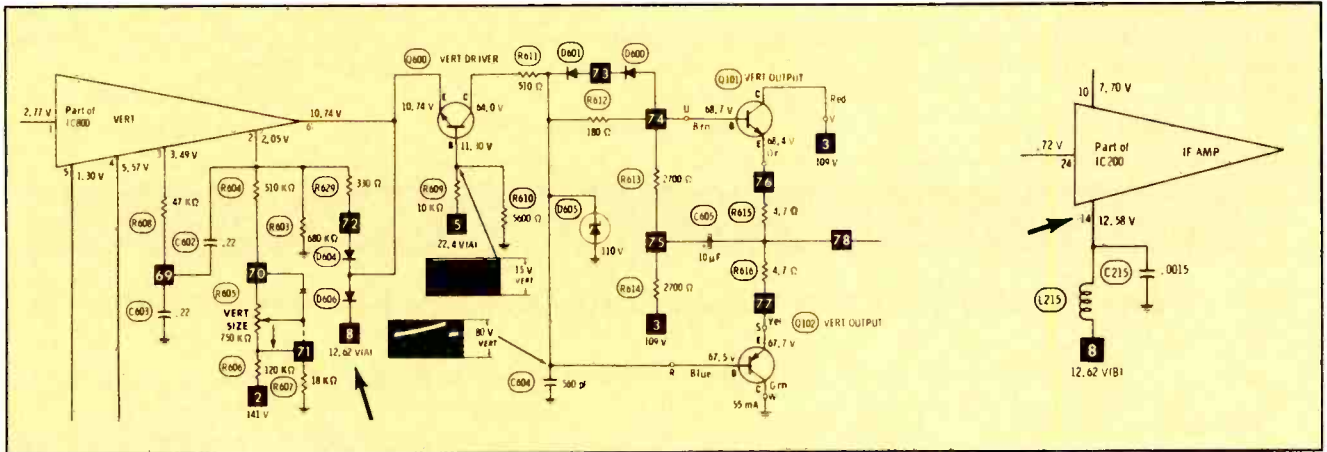 Q600
VERT DRIVER
R611
510 Ω
D601
73
D600
Q101
VERT OUTPUT
Red
V
3
109 V
C
68,7 V
U
Brn
B
E
68,4 V
Or
74
R612
180 Ω
2,77 V
1
Part of
IC800
VERT
10,74 V
6
2
2,05 V
3
3,49 V
4
5,57 V
5
1,30 V
E
C
10,74 V
64,0 V
B
11,10 V
R604
510 KΩ
R629
330 Ω
72
R609
10 KΩ
5
22,4 V(A)
R610
5600 Ω
R608
47 KΩ
C602
.22
R603
680 KΩ
D604
69
70
C603
.22
R605
VERT
SIZE
750 KΩ
D606
8
12,62 V(A)
71
R606
120 KΩ
R607
18 KΩ
2
141 V
15 V
VERT
80 V
VERT
D605
110 V
R613
2700 Ω
75
C605
10 μF
R614
2700 Ω
3
109 V
76
R615
4,7 Ω
78
R616
4,7 Ω
77
S
Yel
Q102
VERT OUTPUT
E
67,7 V
67,5 V
R
Blue
B
C
Grn
W
55 mA
C604
560 pf
10
7,70 V
.72 V
24
Part of
IC200
IF AMP
14
12,58 V
C215
.0015
L215
8
12,62 V(B)